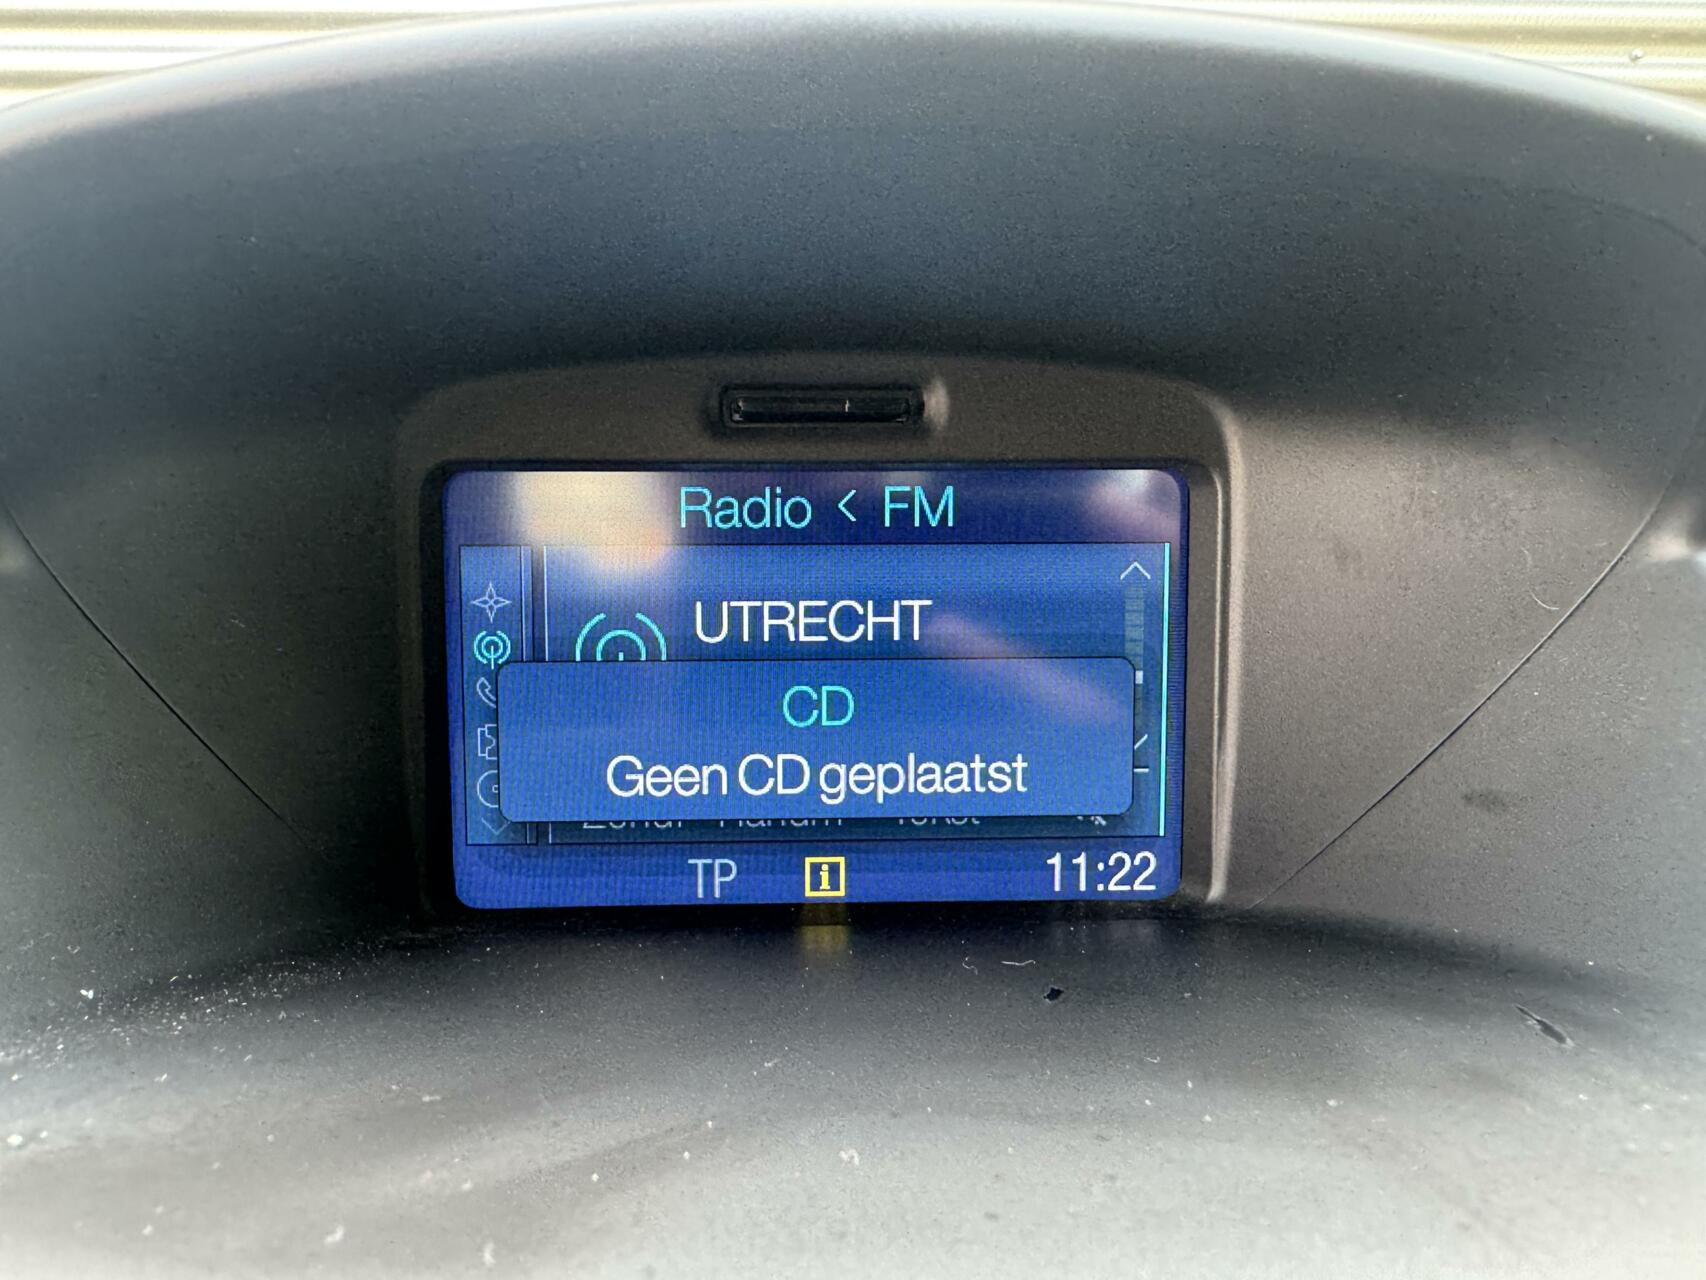 Radio < FM
UTRECHT
CD
Geen CD geplaatst
TP i 11:22